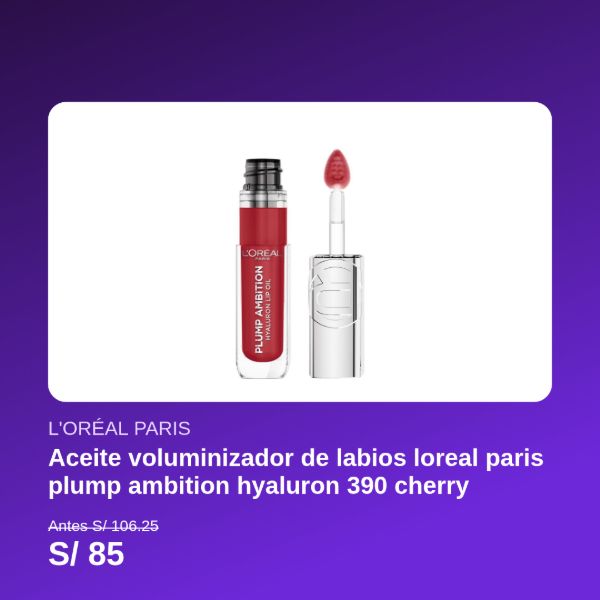 L'ORÉAL
PARIS
PLUMP AMBITION
HYALURON LIP OIL
L'ORÉAL PARIS
Aceite voluminizador de labios loreal paris
plump ambition hyaluron 390 cherry
Antes S/ 106.25
S/ 85